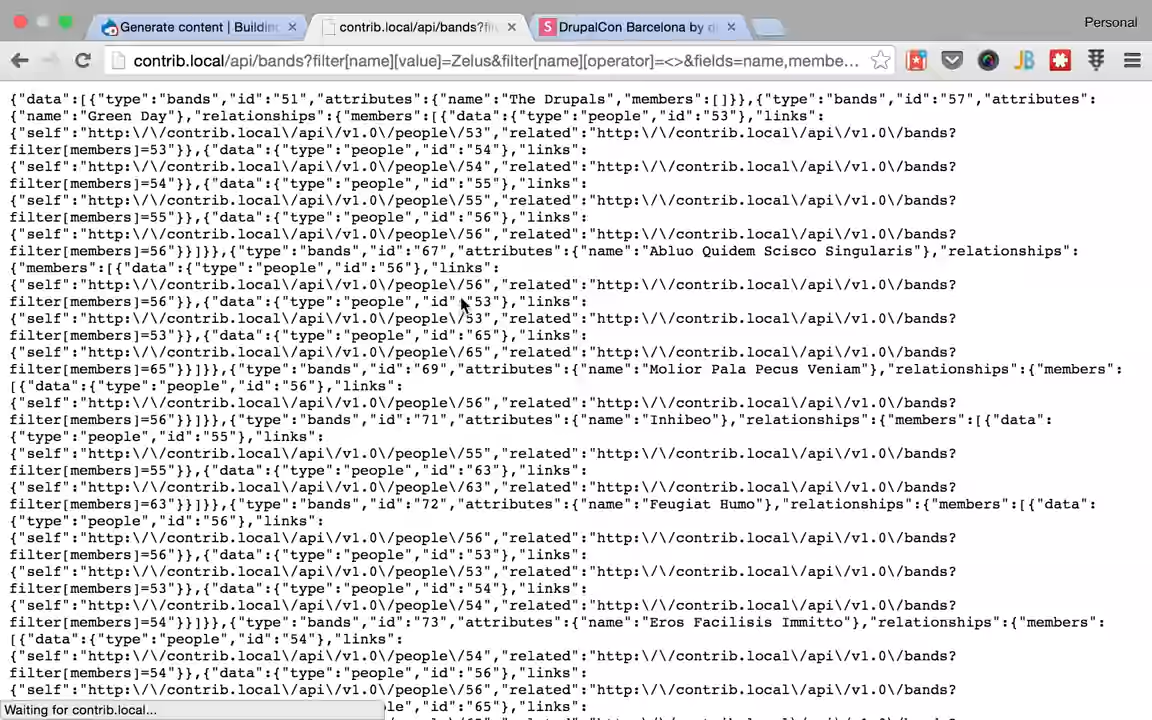 Generate content | Building
contrib.local/api/bands?fi
DrupalCon Barcelona by di
Personal
contrib.local/api/bands?filter[name][value]=Zelus&filter[name][operator]=<>&fields=name,membe...
{"data":[{"type":"bands","id":"51","attributes":{"name":"The Drupals","members":[]}},{"type":"bands","id":"57","attributes":
{"name":"Green Day"},"relationships":{"members":[{"data":{"type":"people","id":"53"},"links":
{"self":"http:\/\/contrib.local\/api\/v1.0\/people\/53","related":"http:\/\/contrib.local\/api\/v1.0\/bands?
filter[members]=53"}},{"data":{"type":"people","id":"54"},"links":
{"self":"http:\/\/contrib.local\/api\/v1.0\/people\/54","related":"http:\/\/contrib.local\/api\/v1.0\/bands?
filter[members]=54"}},{"data":{"type":"people","id":"55"},"links":
{"self":"http:\/\/contrib.local\/api\/v1.0\/people\/55","related":"http:\/\/contrib.local\/api\/v1.0\/bands?
filter[members]=55"}},{"data":{"type":"people","id":"56"},"links":
{"self":"http:\/\/contrib.local\/api\/v1.0\/people\/56","related":"http:\/\/contrib.local\/api\/v1.0\/bands?
filter[members]=56"}}]}},{"type":"bands","id":"67","attributes":{"name":"Abluo Quidem Scisco Singularis"},"relationships":
{"members":[{"data":{"type":"people","id":"56"},"links":
{"self":"http:\/\/contrib.local\/api\/v1.0\/people\/56","related":"http:\/\/contrib.local\/api\/v1.0\/bands?
filter[members]=56"}},{"data":{"type":"people","id":"53"},"links":
{"self":"http:\/\/contrib.local\/api\/v1.0\/people\/53","related":"http:\/\/contrib.local\/api\/v1.0\/bands?
filter[members]=53"}},{"data":{"type":"people","id":"65"},"links":
{"self":"http:\/\/contrib.local\/api\/v1.0\/people\/65","related":"http:\/\/contrib.local\/api\/v1.0\/bands?
filter[members]=65"}}]}},{"type":"bands","id":"69","attributes":{"name":"Molior Pala Pecus Veniam"},"relationships":{"members":
[{"data":{"type":"people","id":"56"},"links":
{"self":"http:\/\/contrib.local\/api\/v1.0\/people\/56","related":"http:\/\/contrib.local\/api\/v1.0\/bands?
filter[members]=56"}}]}},{"type":"bands","id":"71","attributes":{"name":"Inhibeo"},"relationships":{"members":[{"data":
{"type":"people","id":"55"},"links":
{"self":"http:\/\/contrib.local\/api\/v1.0\/people\/55","related":"http:\/\/contrib.local\/api\/v1.0\/bands?
filter[members]=55"}},{"data":{"type":"people","id":"63"},"links":
{"self":"http:\/\/contrib.local\/api\/v1.0\/people\/63","related":"http:\/\/contrib.local\/api\/v1.0\/bands?
filter[members]=63"}}]}},{"type":"bands","id":"72","attributes":{"name":"Feugiat Humo"},"relationships":{"members":[{"data":
{"type":"people","id":"56"},"links":
{"self":"http:\/\/contrib.local\/api\/v1.0\/people\/56","related":"http:\/\/contrib.local\/api\/v1.0\/bands?
filter[members]=56"}},{"data":{"type":"people","id":"53"},"links":
{"self":"http:\/\/contrib.local\/api\/v1.0\/people\/53","related":"http:\/\/contrib.local\/api\/v1.0\/bands?
filter[members]=53"}},{"data":{"type":"people","id":"54"},"links":
{"self":"http:\/\/contrib.local\/api\/v1.0\/people\/54","related":"http:\/\/contrib.local\/api\/v1.0\/bands?
filter[members]=54"}}]}},{"type":"bands","id":"73","attributes":{"name":"Eros Facilisis Immitto"},"relationships":{"members":
[{"data":{"type":"people","id":"54"},"links":
{"self":"http:\/\/contrib.local\/api\/v1.0\/people\/54","related":"http:\/\/contrib.local\/api\/v1.0\/bands?
filter[members]=54"}},{"data":{"type":"people","id":"56"},"links":
{"self":"http:\/\/contrib.local\/api\/v1.0\/people\/56","related":"http:\/\/contrib.local\/api\/v1.0\/bands?
le","id":"65"},"links":
Waiting for contrib.local...